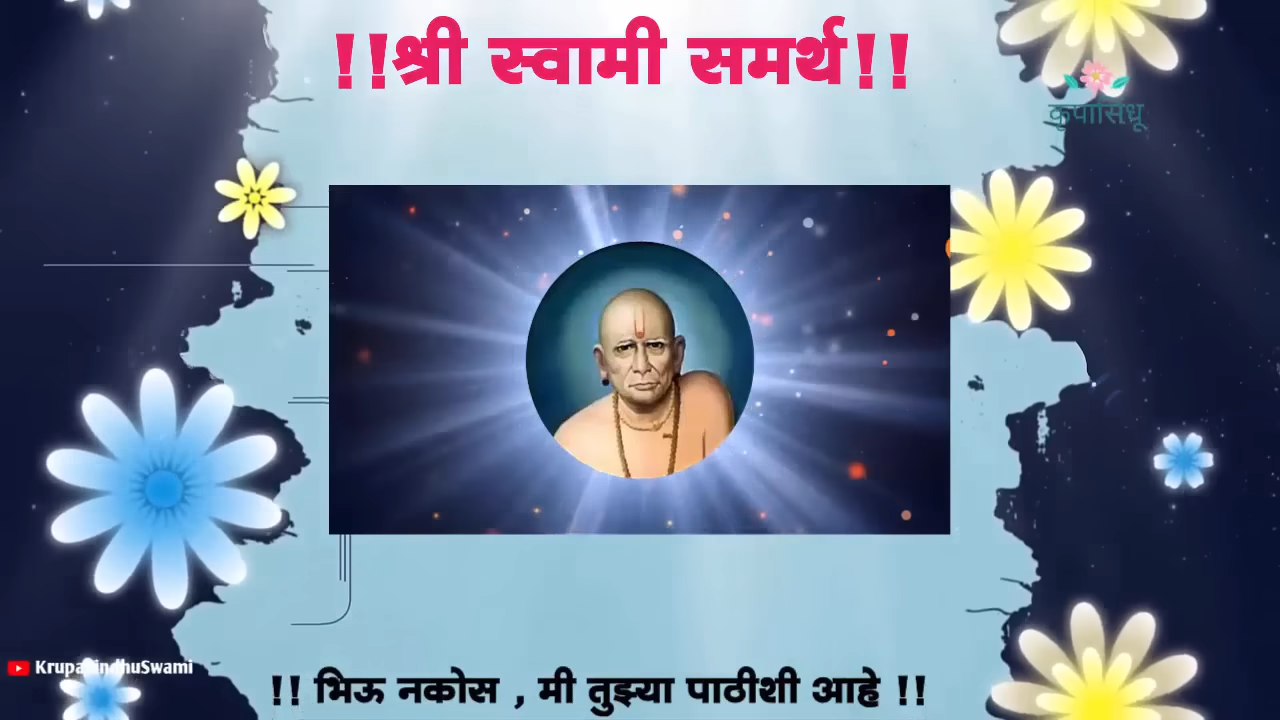 !!श्री स्वामी समर्थ!!
कृपासिंधू
KrupasindhuSwami
!! भिऊ नकोस , मी तुझ्या पाठीशी आहे !!